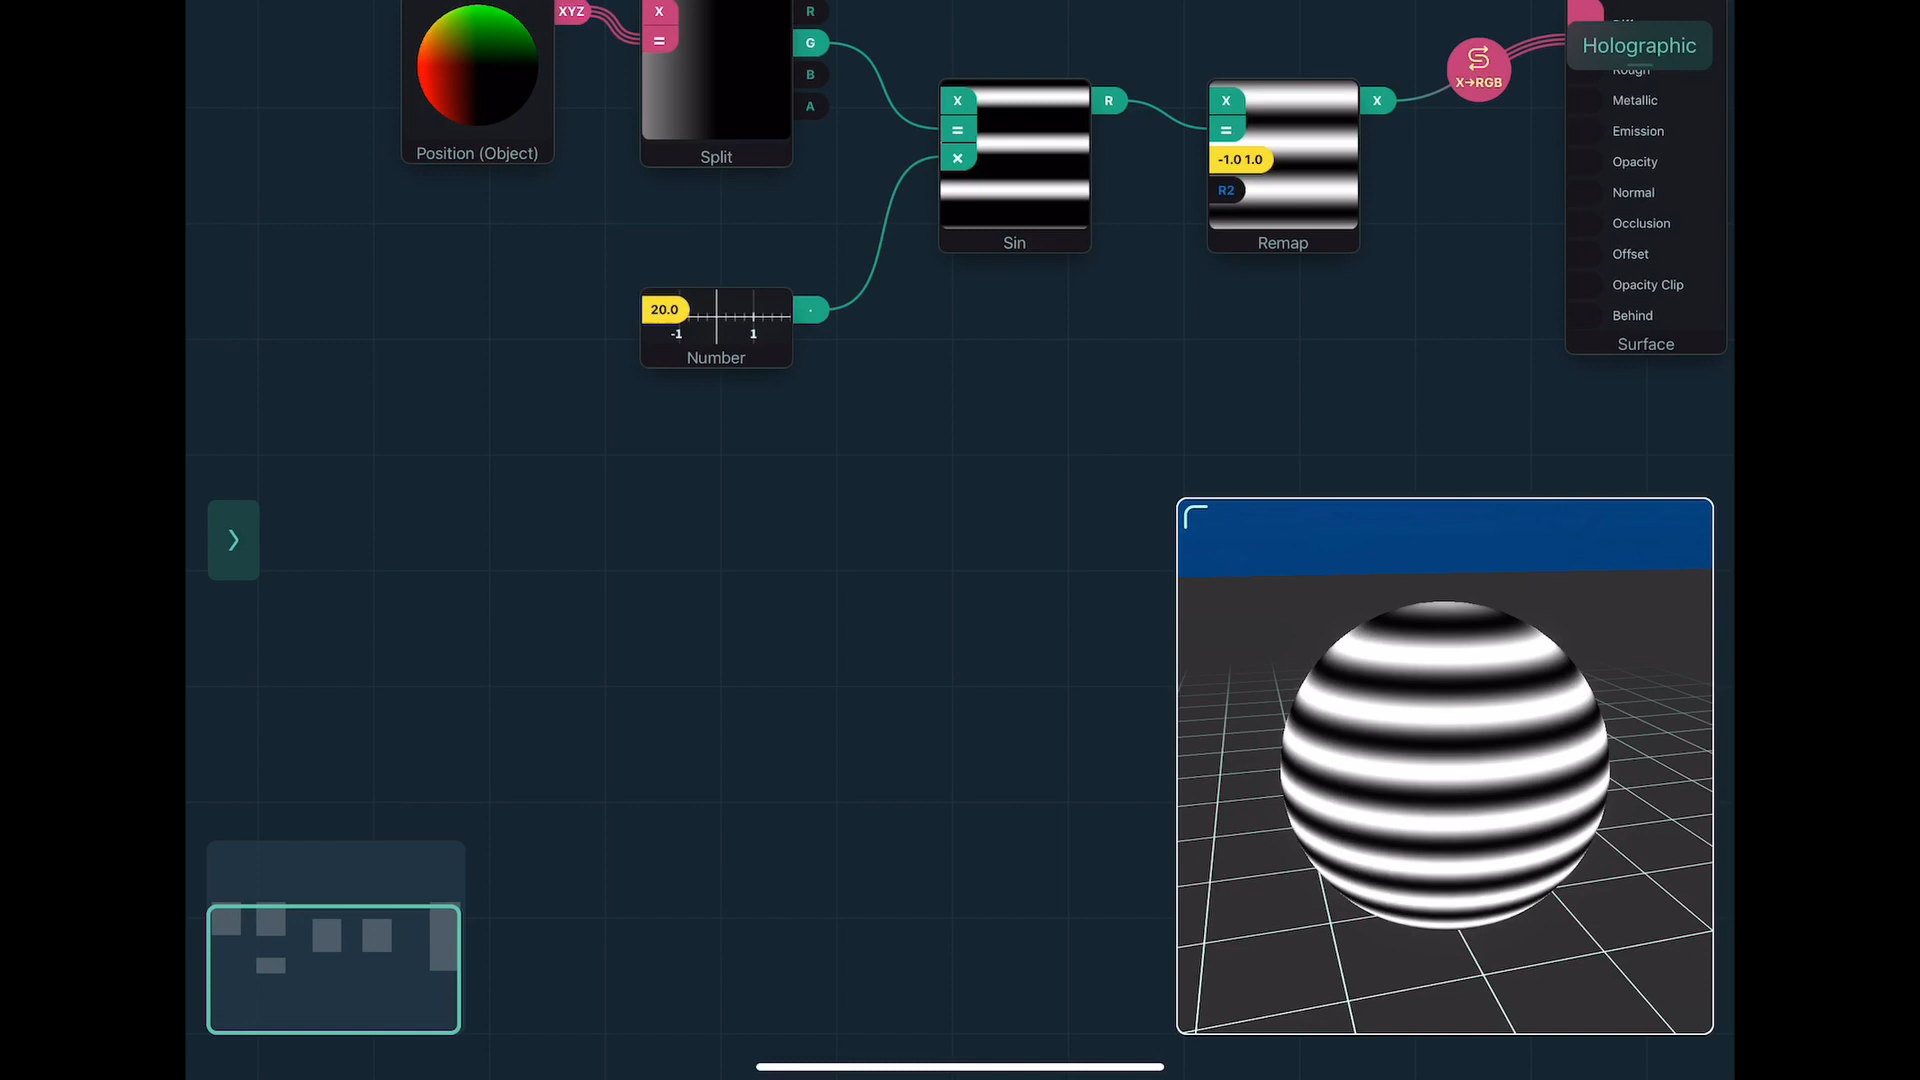 XYZ
Position (Object)
X
=
R
G
B
A
Split
20.0
-1
1
.
Number
X
=
×
R
Sin
X
=
-1.0 1.0
R2
X
Remap
X→RGB
Holographic
Rough
Metallic
Emission
Opacity
Normal
Occlusion
Offset
Opacity Clip
Behind
Surface